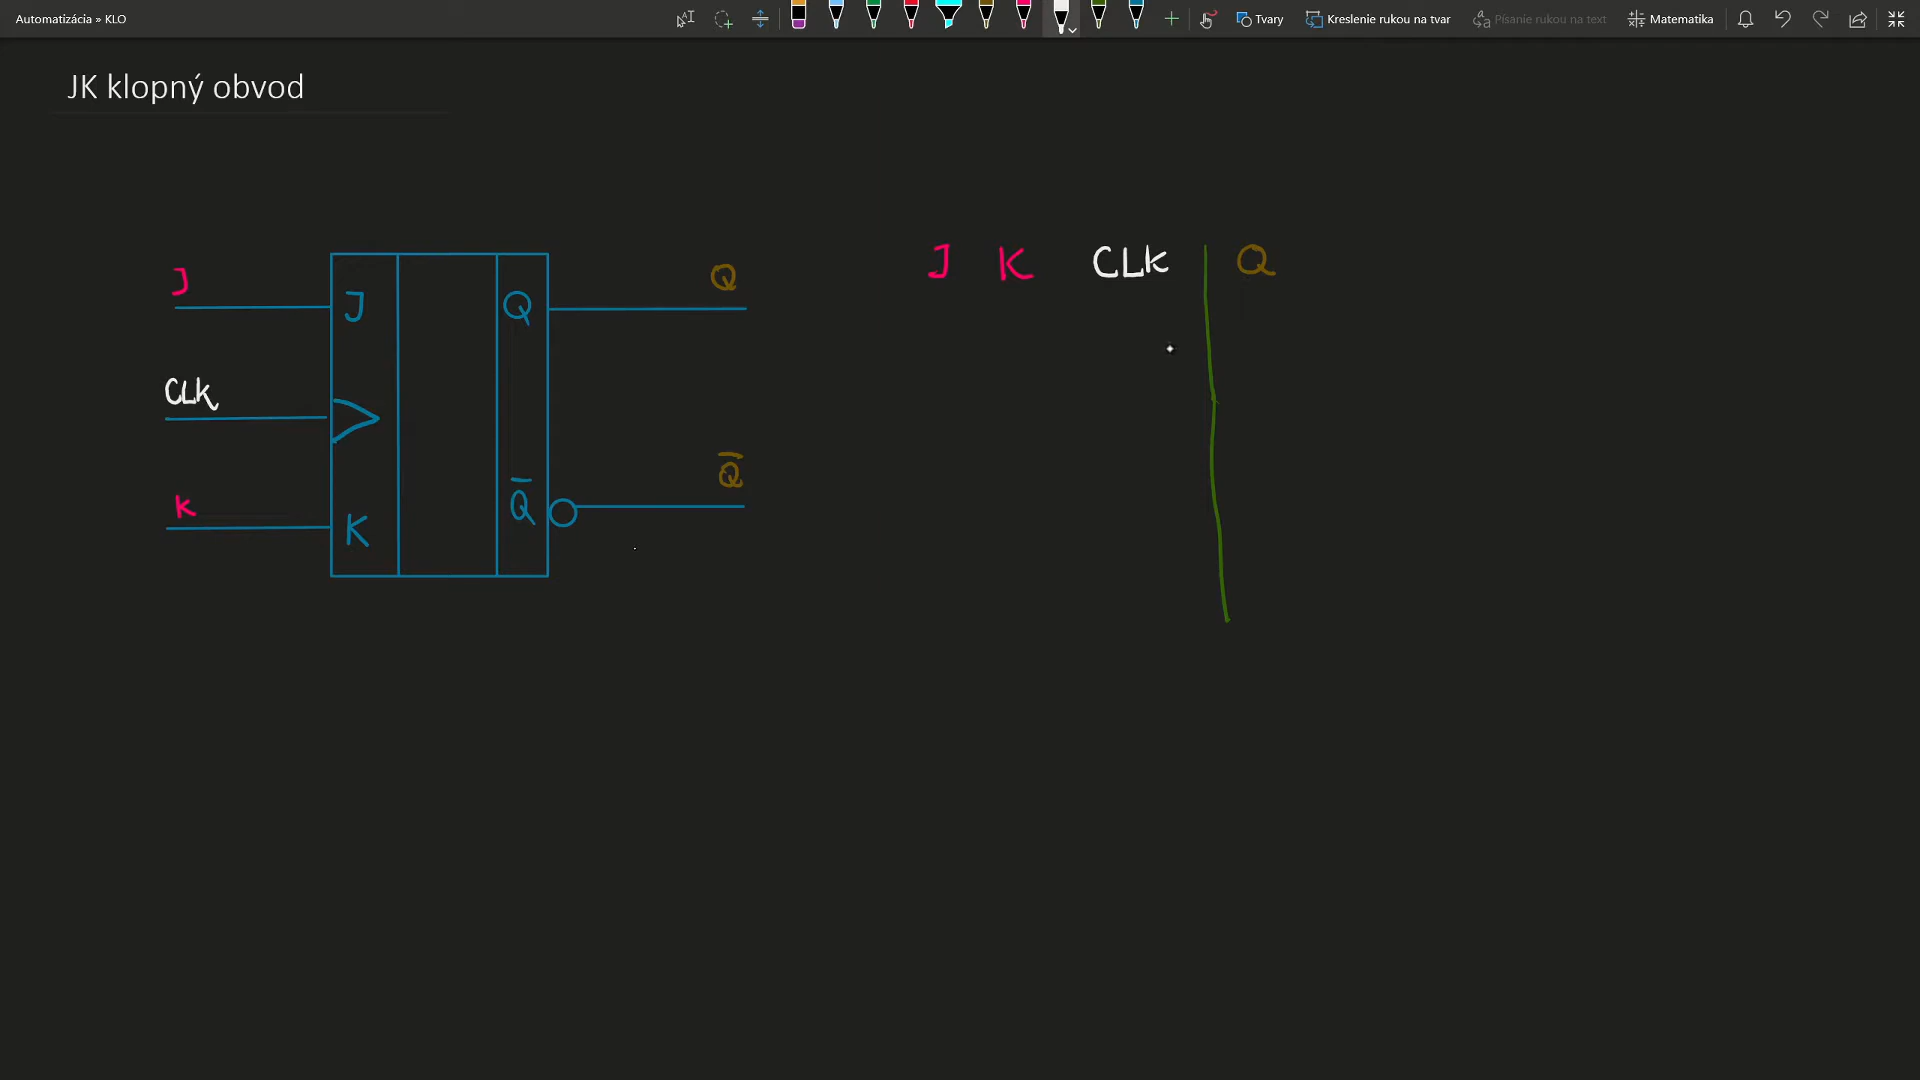 Automatizácia » KLO
Tvary
Kreslenie rukou na tvar
Písanie rukou na text
Matematika
JK klopný obvod
J K CLK Q
J J Q Q
CLK
K K Q̅ Q̅